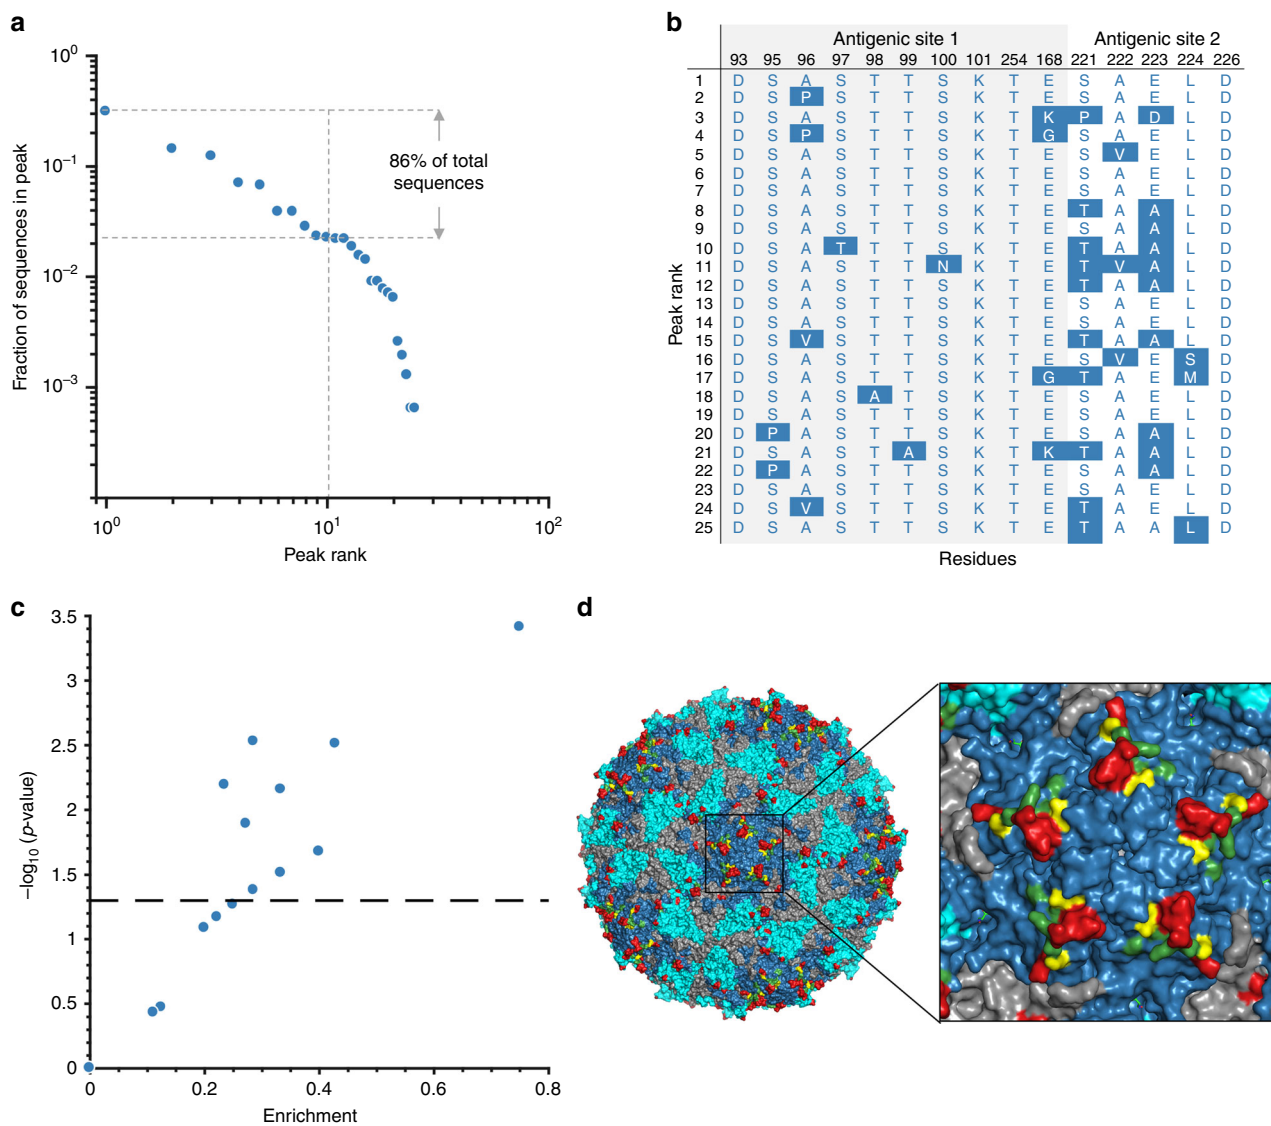 a
10^0
10^-1
10^-2
10^-3
Fraction of sequences in peak
86% of total
sequences
10^0 10^1 10^2
Peak rank
b
Antigenic site 1 Antigenic site 2
93 95 96 97 98 99 100 101 254 168 221 222 223 224 226
1 D S A S T T S K T E S A E L D
2 D S P S T T S K T E S A E L D
3 D S A S T T S K T K P A D L D
4 D S P S T T S K T G S A E L D
5 D S A S T T S K T E S V E L D
6 D S A S T T S K T E S A E L D
7 D S A S T T S K T E S A E L D
8 D S A S T T S K T E T A A L D
9 D S A S T T S K T E S A A L D
10 D S A T T T S K T E T A A L D
11 D S A S T T N K T E T V A L D
12 D S A S T T S K T E T A A L D
13 D S A S T T S K T E S A E L D
14 D S A S T T S K T E S A E L D
15 D S V S T T S K T E T A A L D
16 D S A S T T S K T E S V E S D
17 D S A S T T S K T G T A E M D
18 D S A S A T S K T E S A E L D
19 D S A S T T S K T E S A E L D
20 D P A S T T S K T E S A A L D
21 D S A S T A S K T K T A A L D
22 D P A S T T S K T E S A A L D
23 D S A S T T S K T E S A E L D
24 D S V S T T S K T E T A E L D
25 D S A S T T S K T E T A A L D
Peak rank
Residues
c
3.5
3
2.5
2
1.5
1
0.5
0
–log10 (p-value)
0 0.2 0.4 0.6 0.8
Enrichment
d